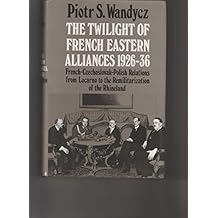 Piotr S. Wandycz
THE TWILIGHT OF
FRENCH EASTERN
ALLIANCES 1926-36
French-Czechoslovak-Polish Relations
from Locarno to the Remilitarization
of the Rhineland